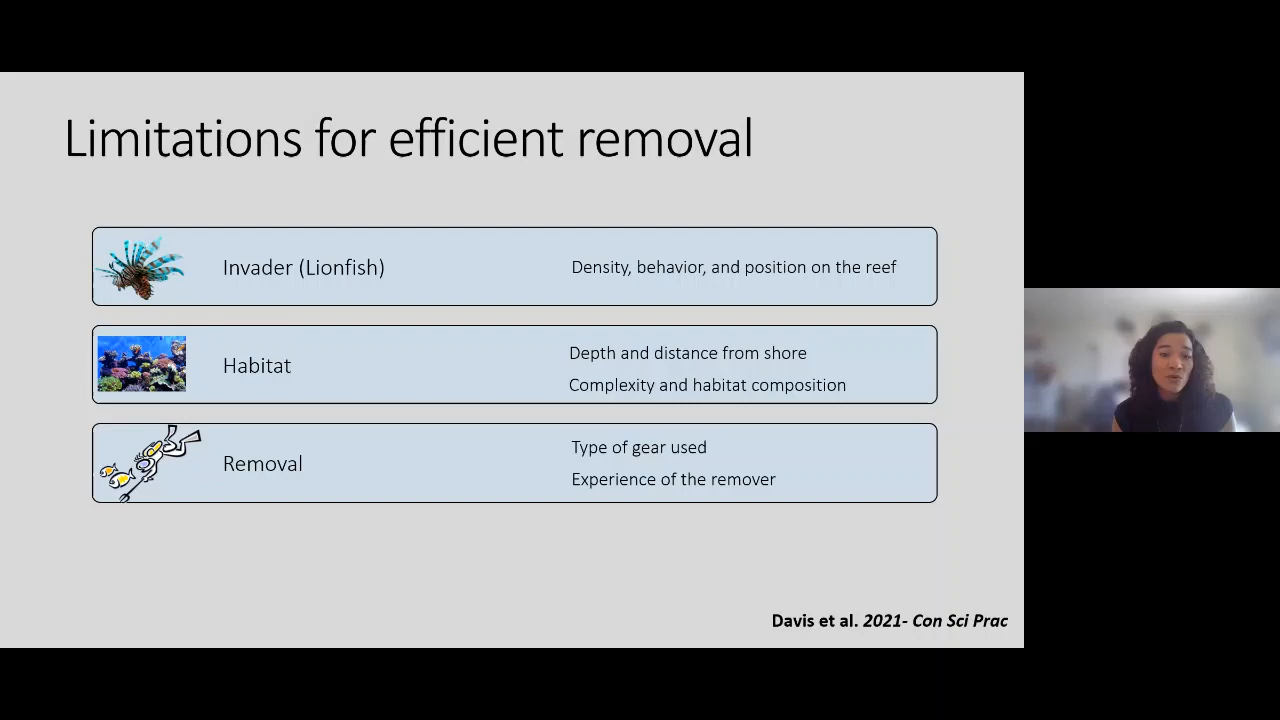 Limitations for efficient removal
Invader (Lionfish)
Density, behavior, and position on the reef
Habitat
Depth and distance from shore
Complexity and habitat composition
Removal
Type of gear used
Experience of the remover
Davis et al. 2021- Con Sci Prac